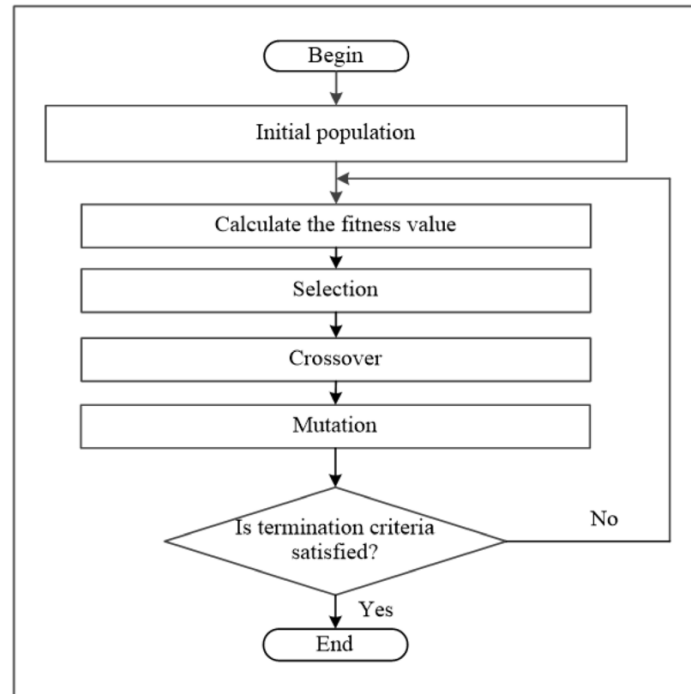 Begin
Initial population
Calculate the fitness value
Selection
Crossover
Mutation
Is termination criteria
satisfied?
No
Yes
End